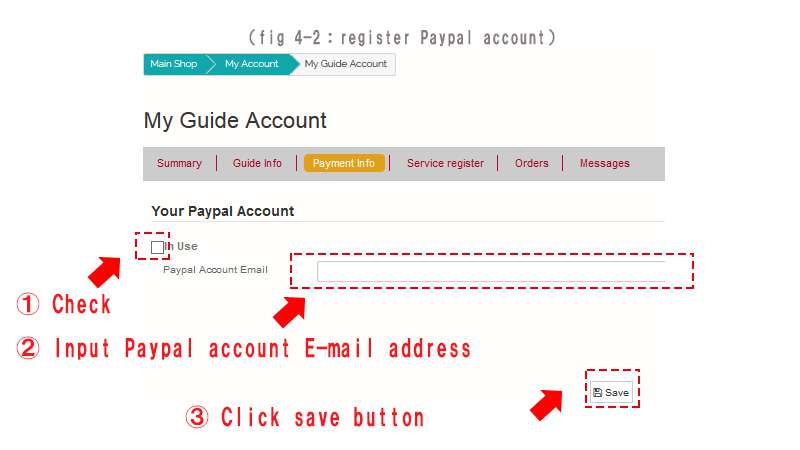 (fig 4-2：register Paypal account)
Main Shop My Account My Guide Account
My Guide Account
Summary Guide Info Payment Info Service register Orders Messages
Your Paypal Account
In Use
Paypal Account Email
① Check
② Input Paypal account E-mail address
Save
③ Click save button